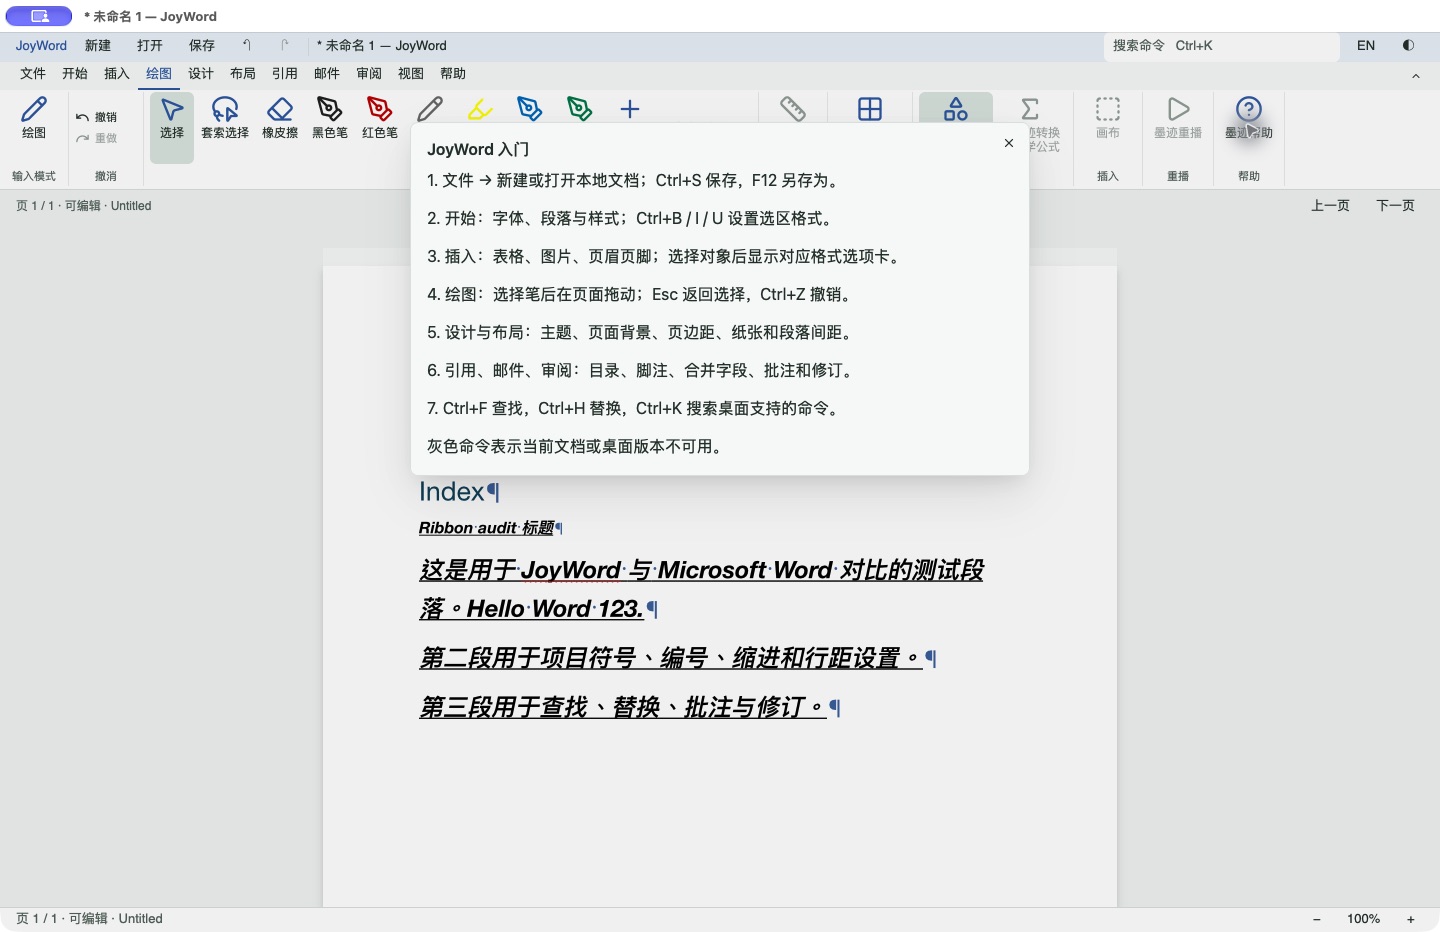 * 未命名 1 — JoyWord
JoyWord 新建 打开 保存 * 未命名 1 — JoyWord 搜索命令 Ctrl+K EN
文件 开始 插入 绘图 设计 布局 引用 邮件 审阅 视图 帮助
绘图 撤销 重做 选择 套索选择 橡皮擦 黑色笔 红色笔 迹转换 学公式 画布 墨迹重播
输入模式 撤消 插入 重播 帮助
页 1 / 1 · 可编辑 · Untitled 上一页 下一页
JoyWord 入门 ×
1. 文件 → 新建或打开本地文档；Ctrl+S 保存，F12 另存为。
2. 开始：字体、段落与样式；Ctrl+B / I / U 设置选区格式。
3. 插入：表格、图片、页眉页脚；选择对象后显示对应格式选项卡。
4. 绘图：选择笔后在页面拖动；Esc 返回选择，Ctrl+Z 撤销。
5. 设计与布局：主题、页面背景、页边距、纸张和段落间距。
6. 引用、邮件、审阅：目录、脚注、合并字段、批注和修订。
7. Ctrl+F 查找，Ctrl+H 替换，Ctrl+K 搜索桌面支持的命令。
灰色命令表示当前文档或桌面版本不可用。
Index¶
Ribbon·audit·标题¶
这是用于·JoyWord·与·Microsoft·Word·对比的测试段
落。Hello·Word·123.¶
第二段用于项目符号、编号、缩进和行距设置。¶
第三段用于查找、替换、批注与修订。¶
页 1 / 1 · 可编辑 · Untitled − 100% +